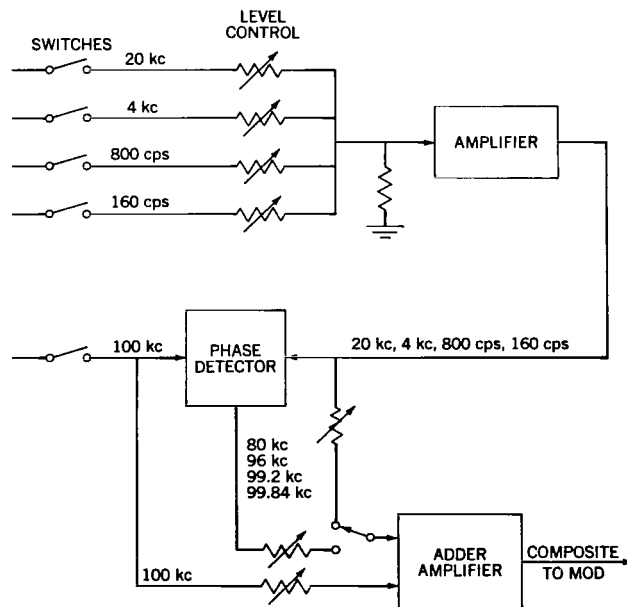 LEVEL
CONTROL
SWITCHES
20 kc
4 kc
800 cps
160 cps
AMPLIFIER
100 kc
PHASE
DETECTOR
20 kc, 4 kc, 800 cps, 160 cps
80 kc
96 kc
99.2 kc
99.84 kc
100 kc
ADDER
AMPLIFIER
COMPOSITE
TO MOD